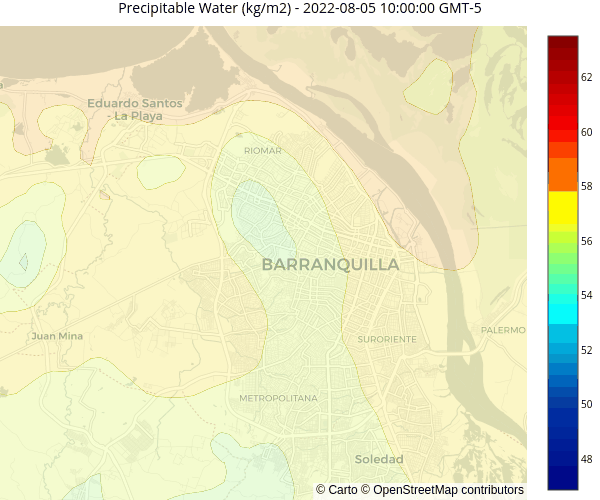 Precipitable Water (kg/m2) - 2022-08-05 10:00:00 GMT-5
Eduardo Santos
- La Playa
RIOMAR
BARRANQUILLA
Juan Mina
SURORIENTE
PALERMO
METROPOLITANA
Soledad
© Carto © OpenStreetMap contributors
62
60
58
56
54
52
50
48